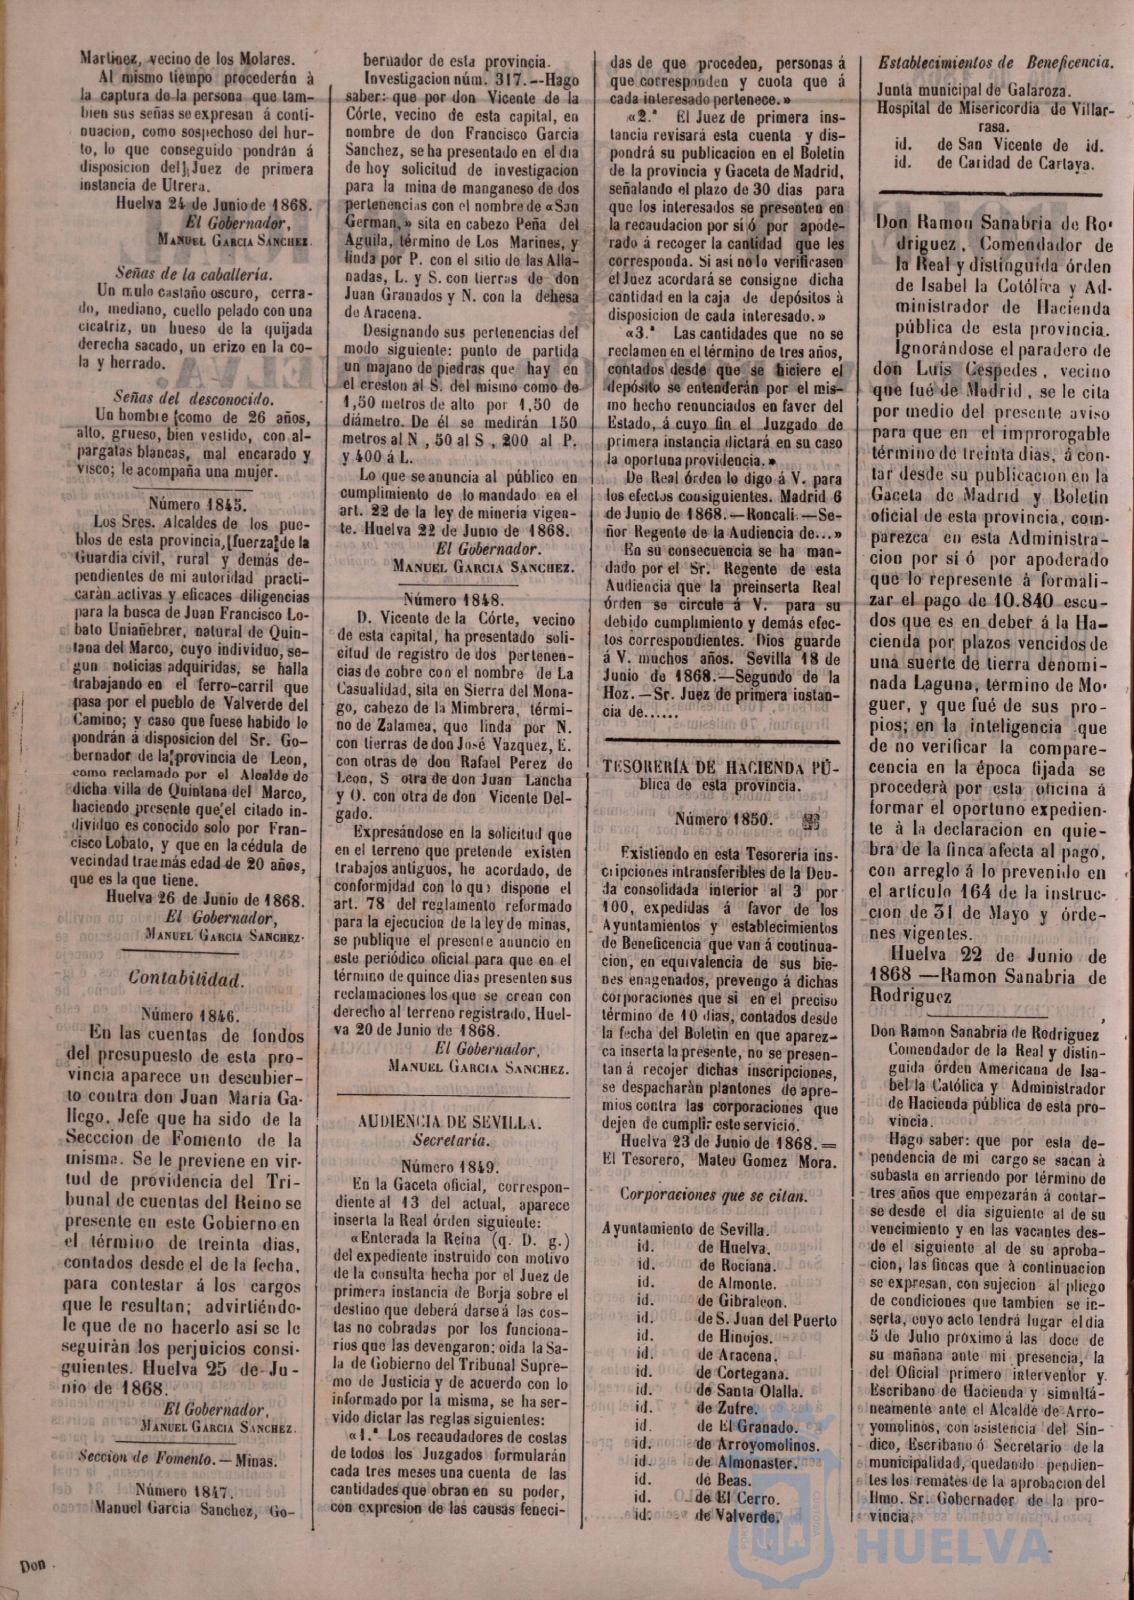 Martinez, vecino de los Molares.
Al mismo tiempo procederán à
la captura de la persona que tam-
bien sus señas se expresan á conti-
nuacion, como sospechoso del hur-
to, lo que conseguido pondrán á
disposicion del Juez de primera
instancia de Utrera.
Huelva 24 de Junio de 1868.
El Gobernador,
MANUEL GARCIA SANCHEZ.
Señas de la caballería.
Un mulo castaño oscuro, cerra-
do, mediano, cuello pelado con una
cicatriz, un hueso de la quijada
derecha sacado, un erizo en la co-
la y herrado.
Señas del desconocido.
Un hombre como de 26 años,
alto, grueso, bien vestido, con al-
pargatas blancas, mal encarado y
visco; le acompaña una mujer.
Número 1845.
Los Sres. Alcaldes de los pue-
blos de esta provincia, fuerza de la
Guardia civil, rural y demás de-
pendientes de mi autoridad practi-
carán activas y eficaces diligencias
para la busca de Juan Francisco Lo-
bato Uniañebrer, natural de Quin-
tana del Marco, cuyo individuo, se-
gun noticias adquiridas, se halla
trabajando en el ferro-carril que
pasa por el pueblo de Valverde del
Camino; y caso que fuese habido lo
pondrán á disposicion del Sr. Go-
bernador de la provincia de Leon,
como reclamado por el Alcalde de
dicha villa de Quintana del Marco,
haciendo presente que el citado in-
dividuo es conocido solo por Fran-
cisco Lobato, y que en la cédula de
vecindad trae más edad de 20 años,
que es la que tiene.
Huelva 26 de Junio de 1868.
El Gobernador,
MANUEL GARCIA SANCHEZ.
Contabilidad.
Número 1846.
En las cuentas de fondos
del presupuesto de esta pro-
vincia aparece un descubier-
to contra don Juan María Ga-
llego, Jefe que ha sido de la
Secccion de Fomento de la
misma. Se le previene en vir-
tud de providencia del Tri-
bunal de cuentas del Reino se
presente en este Gobierno en
el término de treinta dias,
contados desde el de la fecha,
para contestar á los cargos
que le resultan; advirtiéndo-
le que de no hacerlo así se le
seguirán los perjuicios consi-
guientes. Huelva 25 de Ju-
nio de 1868.
El Gobernador,
MANUEL GARCIA SANCHEZ.
Seccion de Fomento.—Minas.
Número 1847.
Manuel Garcia Sanchez, Go-
Don
bernador de esta provincia.
Investigacion núm. 317.--Hago
saber: que por don Vicente de la
Córte, vecino de esta capital, en
nombre de don Francisco Garcia
Sanchez, se ha presentado en el dia
de hoy solicitud de investigacion
para la mina de manganeso de dos
pertenencias con el nombre de «San
German,» sita en cabezo Peña del
Aguila, término de Los Marines, y
linda por P. con el sitio de las Alla-
nadas, L. y S. con tierras de don
Juan Granados y N. con la dehesa
de Aracena.
Designando sus pertenencias del
modo siguiente: punto de partida
un majano de piedras que hay en
el creston al S. del mismo como de
1,50 metros de alto por 1,50 de
diámetro. De él se medirán 150
metros al N, 50 al S, 200 al P.
y 400 á L.
Lo que se anuncia al público en
cumplimiento de lo mandado en el
art. 22 de la ley de minería vigen-
te. Huelva 22 de Junio de 1868.
El Gobernador.
MANUEL GARCIA SANCHEZ.
Número 1848.
D. Vicente de la Córte, vecino
de esta capital, ha presentado soli-
citud de registro de dos pertenen-
cias de cobre con el nombre de La
Casualidad, sita en Sierra del Mona-
go, cabezo de la Mimbrera, térmi-
no de Zalamea, que linda por N.
con tierras de don José Vazquez, E.
con otras de don Rafael Perez de
Leon, S otra de don Juan Lancha
y O. con otra de don Vicente Del-
gado.
Expresándose en la solicitud que
en el terreno que pretende existen
trabajos antiguos, he acordado, de
conformidad con lo que dispone el
art. 78 del reglamento reformado
para la ejecucion de la ley de minas,
se publique el presente anuncio en
este periódico oficial para que en el
término de quince dias presenten sus
reclamaciones los que se crean con
derecho al terreno registrado, Huel-
va 20 de Junio de 1868.
El Gobernador,
MANUEL GARCIA SANCHEZ.
AUDIENCIA DE SEVILLA.
Secretaria.
Número 1849.
En la Gaceta oficial, correspon-
diente al 13 del actual, aparece
inserta la Real órden siguiente:
«Enterada la Reina (q. D. g.)
del expediente instruido con motivo
de la consulta hecha por el Juez de
primera instancia de Borja sobre el
destino que deberá darse á las cos-
tas no cobradas por los funciona-
rios que las devengaron; oida la Sa-
la de Gobierno del Tribunal Supre-
mo de Justicia y de acuerdo con lo
informado por la misma, se ha ser-
vido dictar las reglas siguientes:
«1.ª Los recaudadores de costas
de todos los Juzgados formularán
cada tres meses una cuenta de las
cantidades que obran en su poder,
con expresion de las causas feneci-
das de que proceden, personas á
que corresponden y cuota que á
cada interesado pertenece.»
«2.ª El Juez de primera ins-
tancia revisará esta cuenta y dis-
pondrá su publicacion en el Boletin
de la provincia y Gaceta de Madrid,
señalando el plazo de 30 dias para
que los interesados se presenten en
la recaudacion por sí ó por apode-
rado á recoger la cantidad que les
corresponda. Si asi no lo verificasen
el Juez acordará se consigne dicha
cantidad en la caja de depósitos à
disposicion de cada interesado.»
«3.ª Las cantidades que no se
reclamen en el término de tres años,
contados desde que se hiciere el
depósito se entenderán por el mis-
mo hecho renunciados en favor del
Estado, á cuyo fin el Juzgado de
primera instancia dictará en su caso
la oportuna providencia.»
De Real órden lo digo á V. para
los efectos consiguientes. Madrid 6
de Junio de 1868.—Roncali.—Se-
ñor Regente de la Audiencia de...»
En su consecuencia se ha man-
dado por el Sr. Regente de esta
Audiencia que la preinserta Real
órden se circule á V. para su
debido cumplimiento y demás efec-
tos correspondientes. Dios guarde
á V. muchos años. Sevilla 18 de
Junio de 1868.—Segundo de la
Hoz.—Sr. Juez de primera instan-
cia de......
TESORERÍA DE HACIENDA PÚ-
blica de esta provincia.
Número 1850.
Existiendo en esta Tesorería ins-
cripciones intransferibles de la Deu-
da consolidada interior al 3 por
100, expedidas á favor de los
Ayuntamientos y establecimientos
de Beneficencia que van á continua-
cion, en equivalencia de sus bie-
nes enagenados, prevengo á dichas
corporaciones que si en el preciso
término de 10 dias, contados desde
la fecha del Boletin en que aparez-
ca inserta la presente, no se presen-
tan á recojer dichas inscripciones,
se despacharán plantones de apre-
mios contra las corporaciones que
dejen de cumplir este servicio.
Huelva 23 de Junio de 1868.=
El Tesorero, Mateo Gomez Mora.
Corporaciones que se citan.
Ayuntamiento de Sevilla.
id. de Huelva.
id. de Rociana.
id. de Almonte.
id. de Gibraleon.
id. de S. Juan del Puerto
id. de Hinojos.
id. de Aracena.
id. de Cortegana.
id. de Santa Olalla.
id. de Zufre.
id. de El Granado.
id. de Arroyomolinos.
id. de Almonaster.
id. de Beas.
id. de El Cerro.
id. de Valverde.
Establecimientos de Beneficencia.
Junta municipal de Galaroza.
Hospital de Misericordia de Villar-
rasa.
id. de San Vicente de id.
id. de Caridad de Cartaya.
Don Ramon Sanabria de Ro-
driguez, Comendador de
la Real y distinguida órden
de Isabel la Cotólica y Ad-
ministrador de Hacienda
pública de esta provincia.
Ignorándose el paradero de
don Luis Céspedes, vecino
que fué de Madrid, se le cita
por medio del presente aviso
para que en el improrogable
término de treinta dias, á con-
tar desde su publicacion en la
Gaceta de Madrid y Boletin
oficial de esta provincia, com-
parezca en esta Administra-
cion por sí ó por apoderado
que lo represente á formali-
zar el pago de 10.840 escu-
dos que es en deber á la Ha-
cienda por plazos vencidos de
una suerte de tierra denomi-
nada Laguna, término de Mo-
guer, y que fué de sus pro-
pios; en la inteligencia que
de no verificar la compare-
cencia en la época fijada se
procederá por esta oficina á
formar el oportuno expedien-
te à la declaracion en quie-
bra de la finca afecta al pago,
con arreglo á lo prevenido en
el artículo 164 de la instruc-
cion de 31 de Mayo y órde-
nes vigentes.
Huelva 22 de Junio de
1868 —Ramon Sanabria de
Rodriguez
Don Ramon Sanabria de Rodriguez
Comendador de la Real y distin-
guida órden Americana de Isa-
bel la Católica y Administrador
de Hacienda pública de esta pro-
vincia.
Hago saber: que por esta de-
pendencia de mi cargo se sacan à
subasta en arriendo por término de
tres años que empezarán á contar-
se desde el dia siguiente al de su
vencimiento y en las vacantes des-
de el siguiente al de su aproba-
cion, las fincas que à continuacion
se expresan, con sujecion al pliego
de condiciones que tambien se in-
serta, cuyo acto tendrá lugar el dia
5 de Julio próximo á las doce de
su mañana ante mi presencia, la
del Oficial primero interventor y
Escribano de Hacienda y simultá-
neamente ante el Alcalde de Arro-
yomolinos, con asistencia del Sin-
dico, Escribano ó Secretario de la
municipalidad, quedando pendien-
tes los remates de la aprobacion del
Ilmo. Sr. Gobernador de la pro-
vincia.
HUELVA